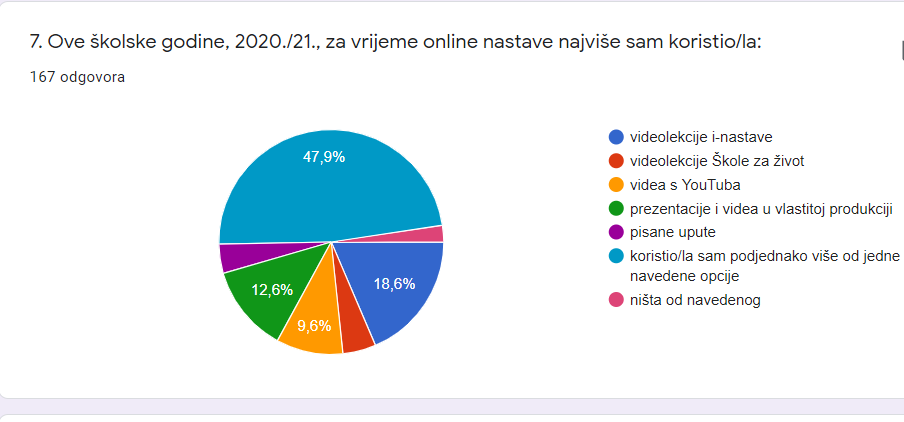 7. Ove školske godine, 2020./21., za vrijeme online nastave najviše sam koristio/la:
167 odgovora
47,9%
18,6%
12,6%
9,6%
videolekcije i-nastave
videolekcije Škole za život
videa s YouTuba
prezentacije i videa u vlastitoj produkciji
pisane upute
koristio/la sam podjednako više od jedne
navedene opcije
ništa od navedenog